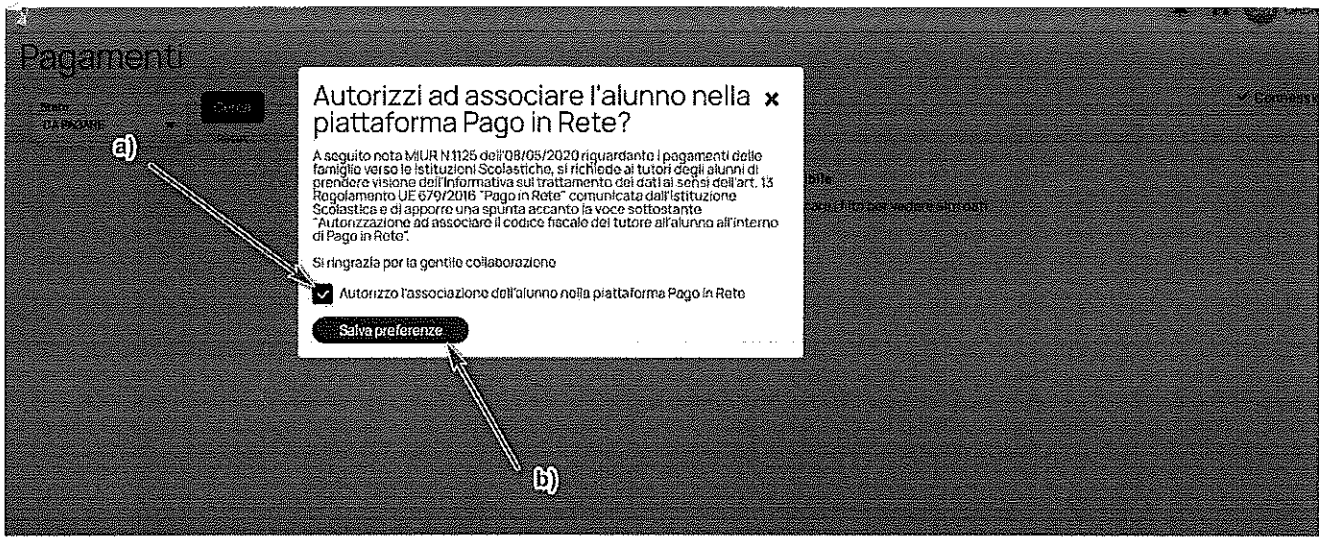 Pagamenti
Stato
DA PAGARE
Cerca
Autorizzi ad associare l'alunno nella
piattaforma Pago in Rete?
A seguito nota MIUR N.1125 dell'08/05/2020 riguardante i pagamenti delle
famiglie verso le Istituzioni Scolastiche, si richiede ai tutori degli alunni di
prendere visione dell'Informativa sul trattamento dei dati ai sensi dell'art. 13
Regolamento UE 679/2016 "Pago in Rete" comunicata dall'Istituzione
Scolastica e di apporre una spunta accanto la voce sottostante
"Autorizzazione ad associare il codice fiscale del tutore all'alunno all'interno
di Pago in Rete".
Si ringrazia per la gentile collaborazione
Autorizzo l'associazione dell'alunno nella piattaforma Pago in Rete
Salva preferenze
a)
b)